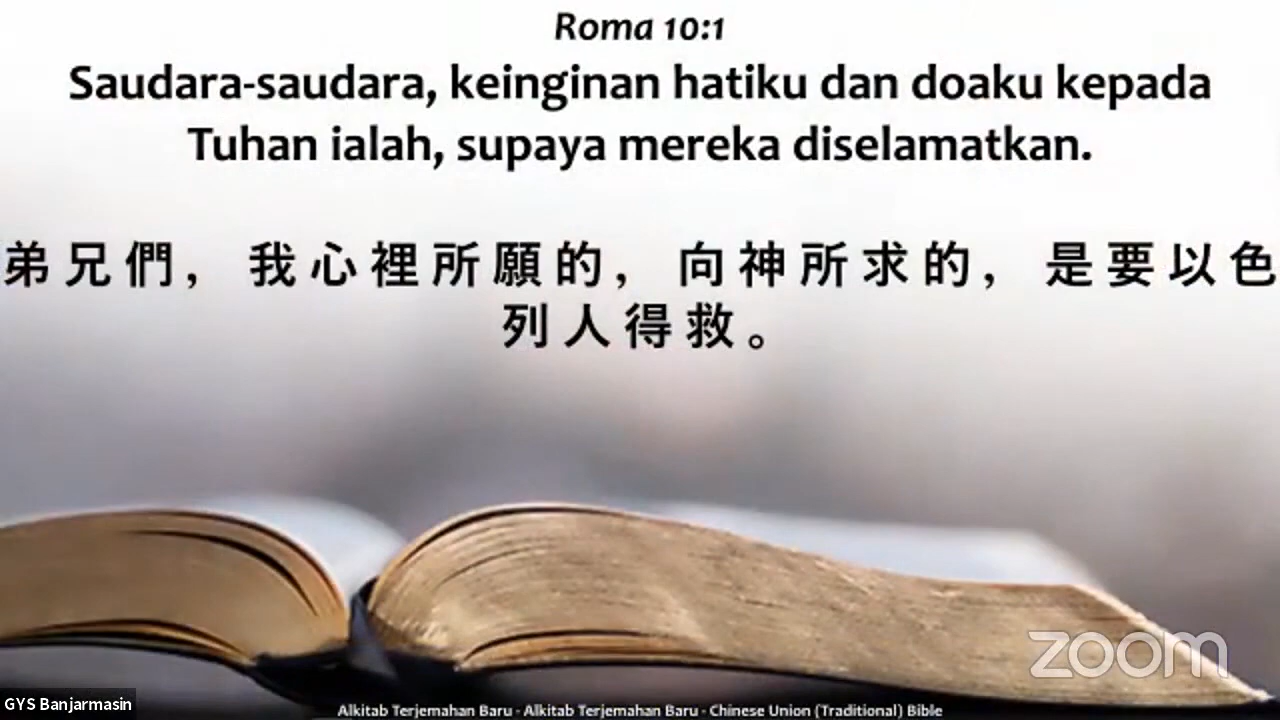 Roma 10:1
Saudara-saudara, keinginan hatiku dan doaku kepada
Tuhan ialah, supaya mereka diselamatkan.
弟兄們，我心裡所願的，向神所求的，是要以色
列人得救。
zoom
GYS Banjarmasin
Alkitab Terjemahan Baru - Alkitab Terjemahan Baru - Chinese Union (Traditional) Bible